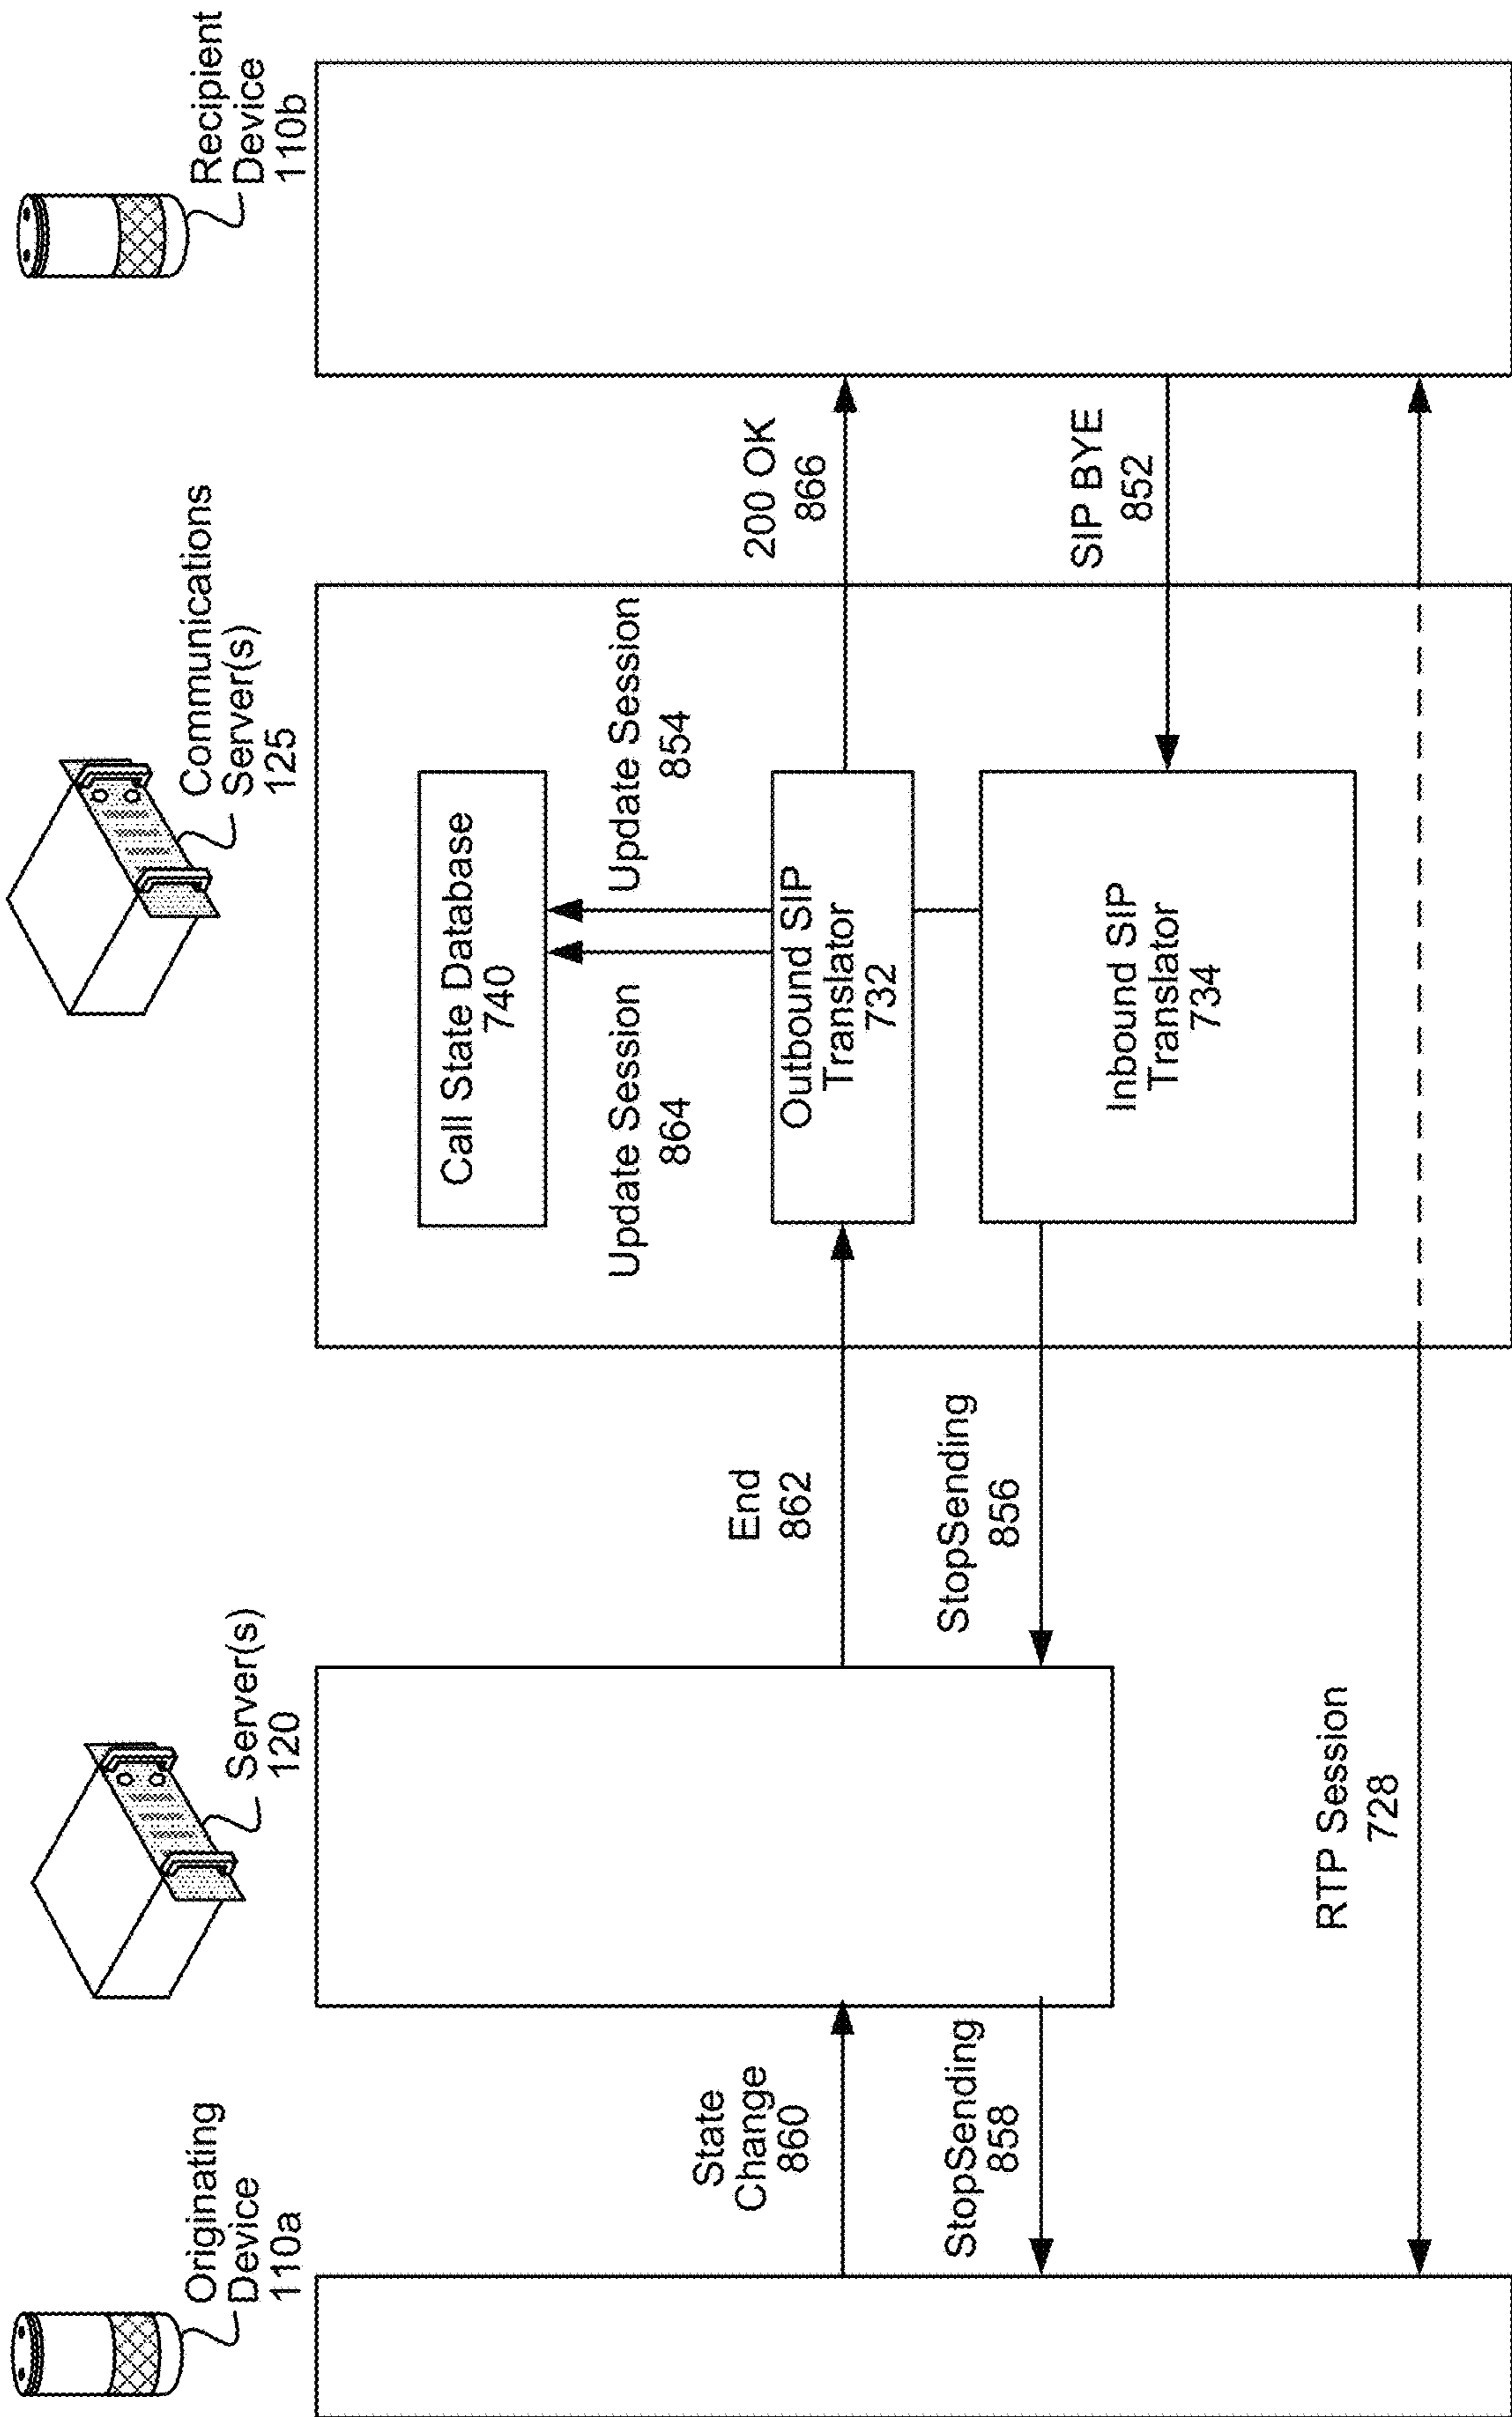 Originating
Device
110a
Server(s)
120
Communications
Server(s)
125
Recipient
Device
110b
Call State Database
740
Update Session
864
Update Session
854
State
Change
860
End
862
Outbound SIP
Translator
732
200 OK
866
StopSending
858
StopSending
856
Inbound SIP
Translator
734
SIP BYE
852
RTP Session
728